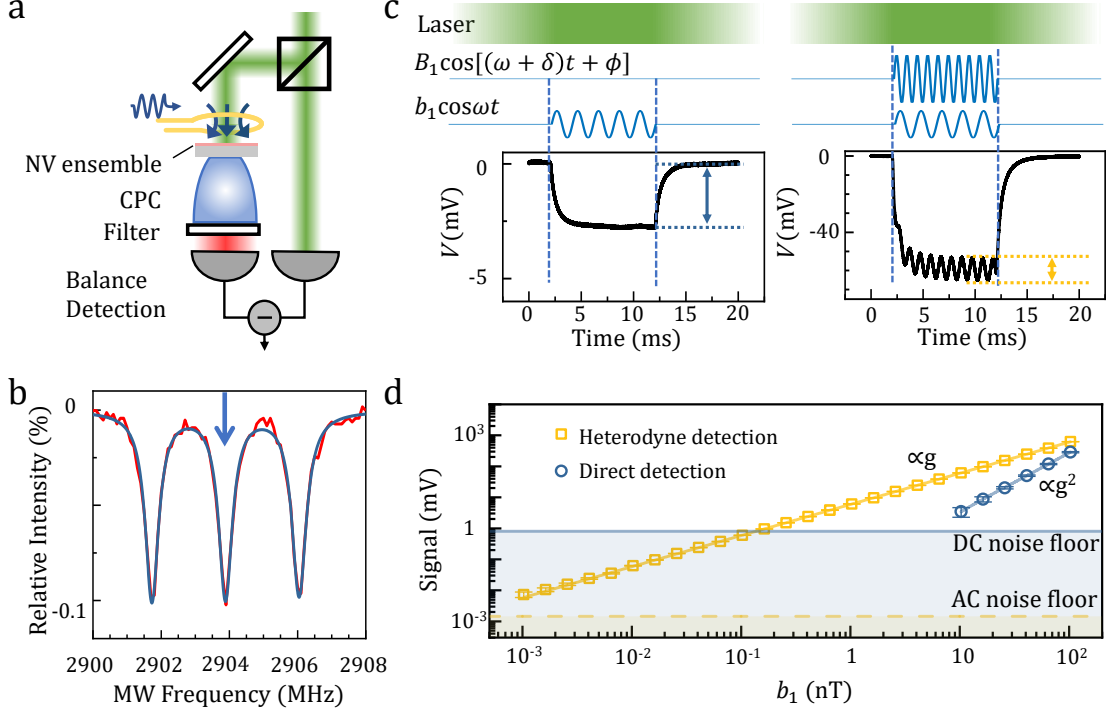 a
NV ensemble
CPC
Filter
Balance
Detection
−
b
0
-0.1
Relative Intensity (%)
2900 2902 2904 2906 2908
MW Frequency (MHz)
c
Laser
B₁cos[(ω + δ)t + ϕ]
b₁cosωt
0
-5
V(mV)
0 5 10 15 20
Time (ms)
0
-40
V(mV)
0 5 10 15 20
Time (ms)
d
Heterodyne detection
Direct detection
∝g
∝g²
DC noise floor
AC noise floor
10³
1
10⁻³
Signal (mV)
10⁻³ 10⁻² 10⁻¹ 1 10 10²
b₁ (nT)